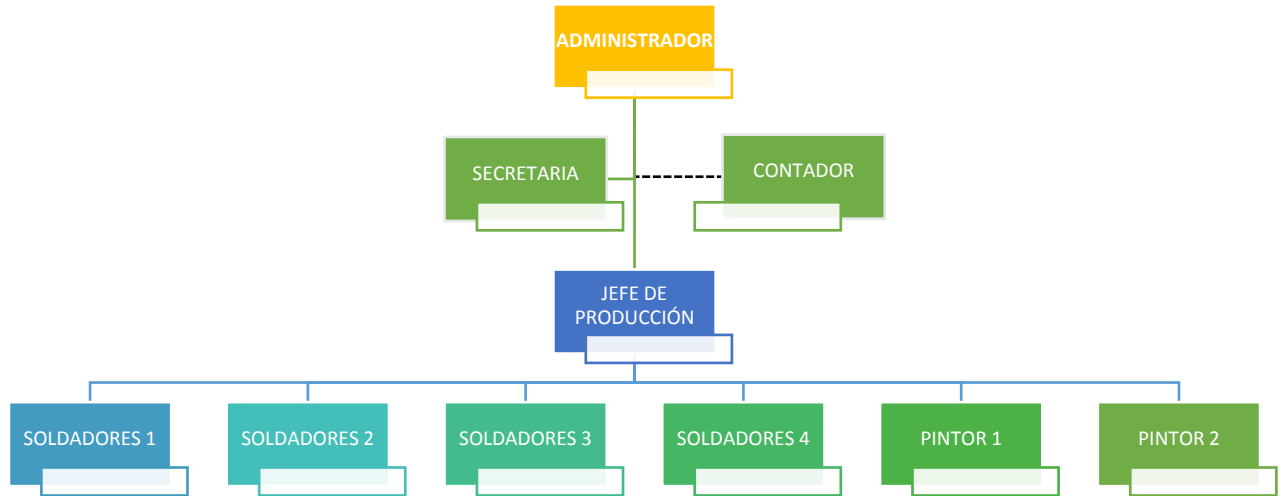 ADMINISTRADOR
SECRETARIA
CONTADOR
JEFE DE
PRODUCCIÓN
SOLDADORES 1
SOLDADORES 2
SOLDADORES 3
SOLDADORES 4
PINTOR 1
PINTOR 2